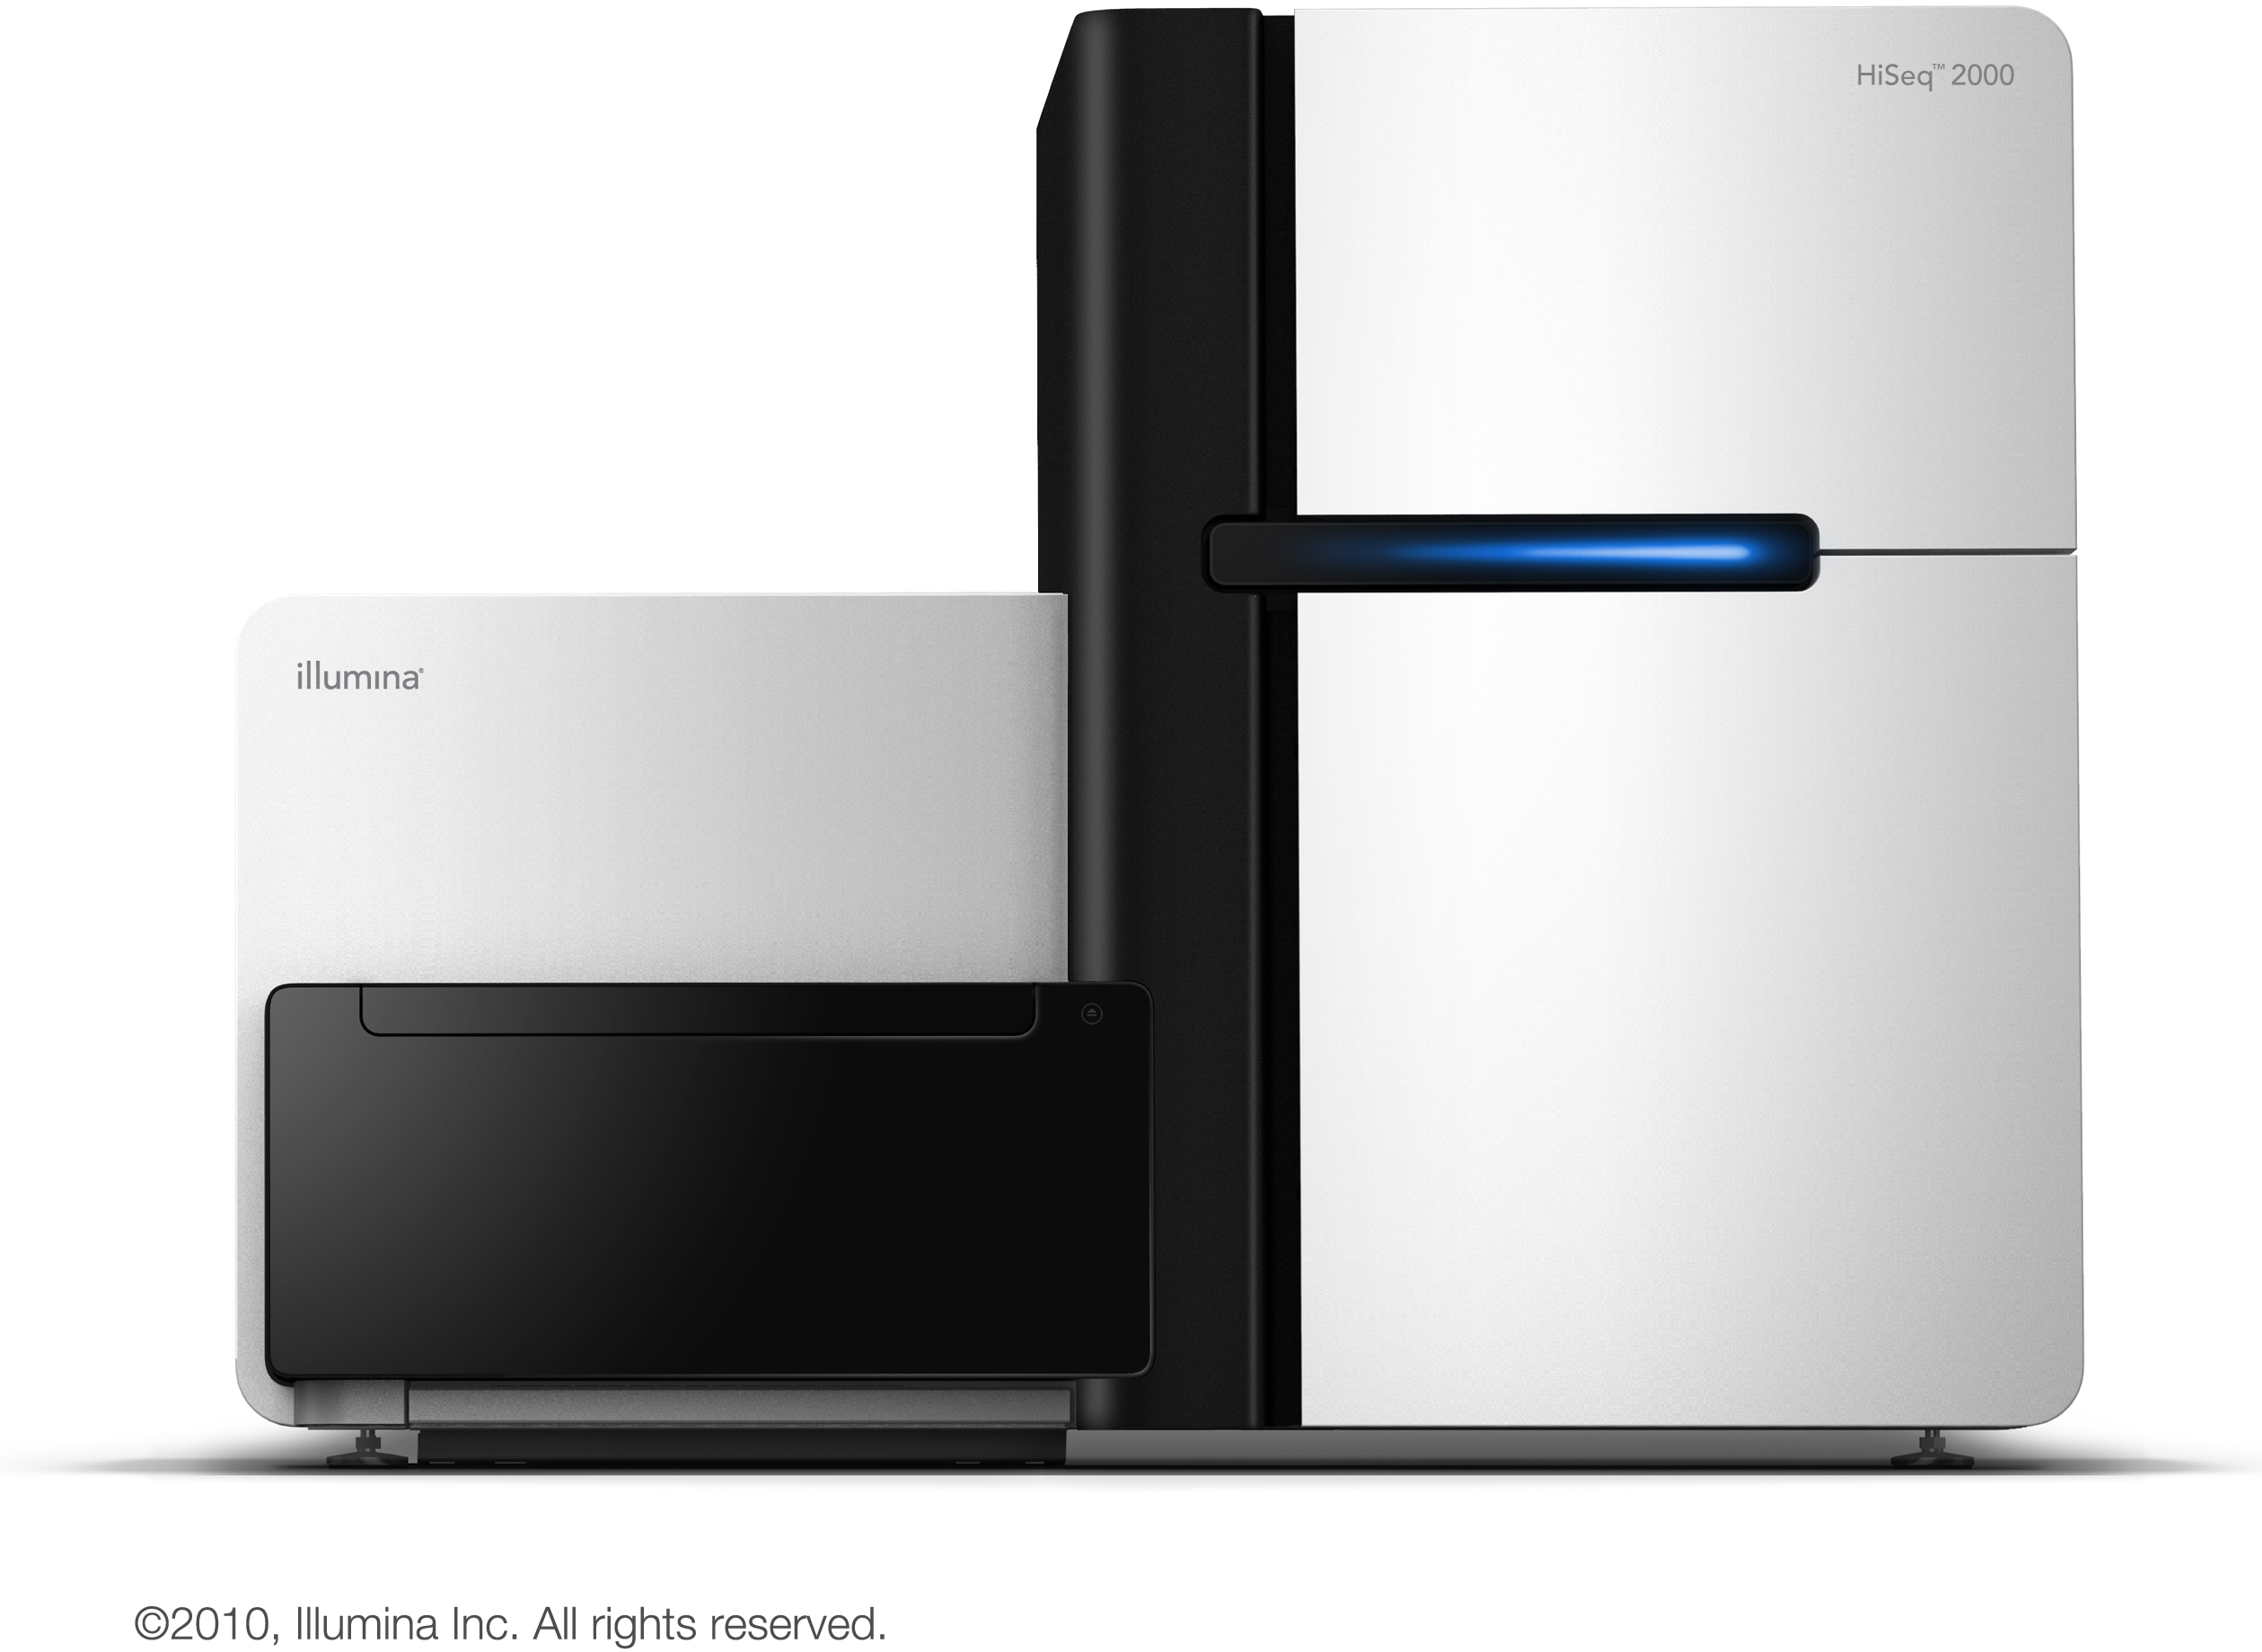 HiSeq™ 2000
illumina®
©2010, Illumina Inc. All rights reserved.